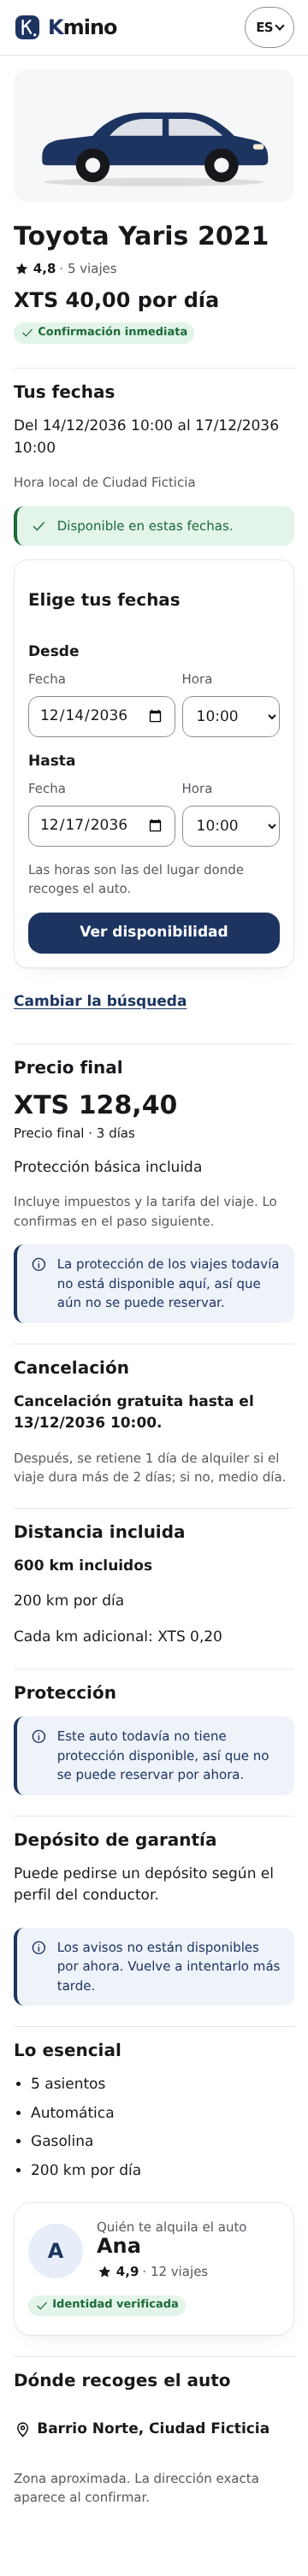 K Kmino
ES
Toyota Yaris 2021
★ 4,8 · 5 viajes
XTS 40,00 por día
Confirmación inmediata
Tus fechas
Del 14/12/2036 10:00 al 17/12/2036
10:00
Hora local de Ciudad Ficticia
Disponible en estas fechas.
Elige tus fechas
Desde
Fecha Hora
12/14/2036 10:00
Hasta
Fecha Hora
12/17/2036 10:00
Las horas son las del lugar donde
recoges el auto.
Ver disponibilidad
Cambiar la búsqueda
Precio final
XTS 128,40
Precio final · 3 días
Protección básica incluida
Incluye impuestos y la tarifa del viaje. Lo
confirmas en el paso siguiente.
La protección de los viajes todavía
no está disponible aquí, así que
aún no se puede reservar.
Cancelación
Cancelación gratuita hasta el
13/12/2036 10:00.
Después, se retiene 1 día de alquiler si el
viaje dura más de 2 días; si no, medio día.
Distancia incluida
600 km incluidos
200 km por día
Cada km adicional: XTS 0,20
Protección
Este auto todavía no tiene
protección disponible, así que no
se puede reservar por ahora.
Depósito de garantía
Puede pedirse un depósito según el
perfil del conductor.
Los avisos no están disponibles
por ahora. Vuelve a intentarlo más
tarde.
Lo esencial
• 5 asientos
• Automática
• Gasolina
• 200 km por día
Quién te alquila el auto
A Ana
★ 4,9 · 12 viajes
Identidad verificada
Dónde recoges el auto
Barrio Norte, Ciudad Ficticia
Zona aproximada. La dirección exacta
aparece al confirmar.